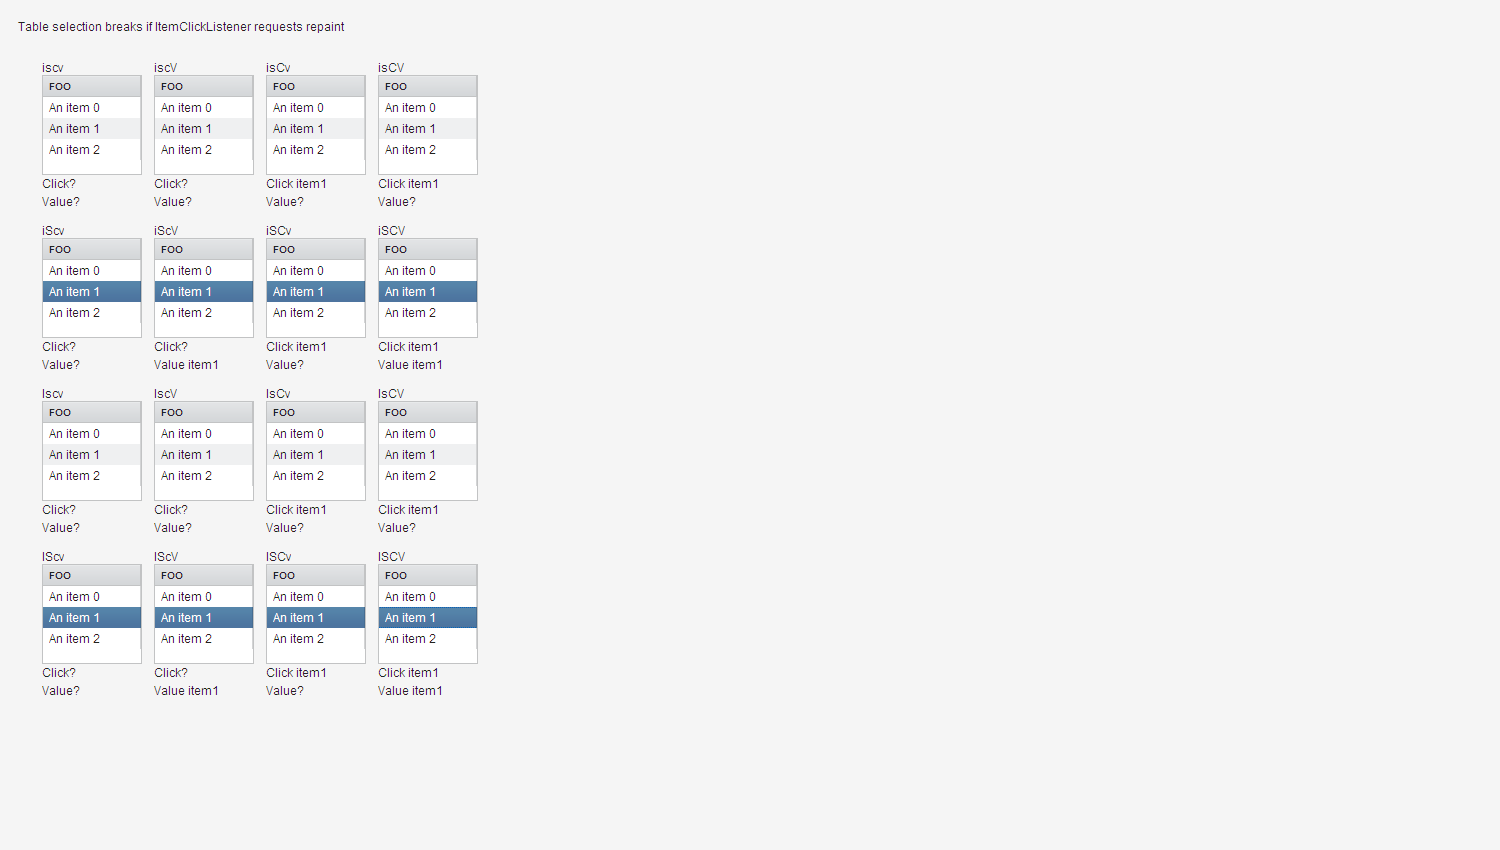 Table selection breaks if ItemClickListener requests repaint
iscv iscV isCv isCV
FOO FOO FOO FOO
An item 0 An item 0 An item 0 An item 0
An item 1 An item 1 An item 1 An item 1
An item 2 An item 2 An item 2 An item 2
Click? Click? Click item1 Click item1
Value? Value? Value? Value?
iScv iScV iSCv iSCV
FOO FOO FOO FOO
An item 0 An item 0 An item 0 An item 0
An item 1 An item 1 An item 1 An item 1
An item 2 An item 2 An item 2 An item 2
Click? Click? Click item1 Click item1
Value? Value item1 Value? Value item1
Iscv IscV IsCv IsCV
FOO FOO FOO FOO
An item 0 An item 0 An item 0 An item 0
An item 1 An item 1 An item 1 An item 1
An item 2 An item 2 An item 2 An item 2
Click? Click? Click item1 Click item1
Value? Value? Value? Value?
IScv IScV ISCv ISCV
FOO FOO FOO FOO
An item 0 An item 0 An item 0 An item 0
An item 1 An item 1 An item 1 An item 1
An item 2 An item 2 An item 2 An item 2
Click? Click? Click item1 Click item1
Value? Value item1 Value? Value item1